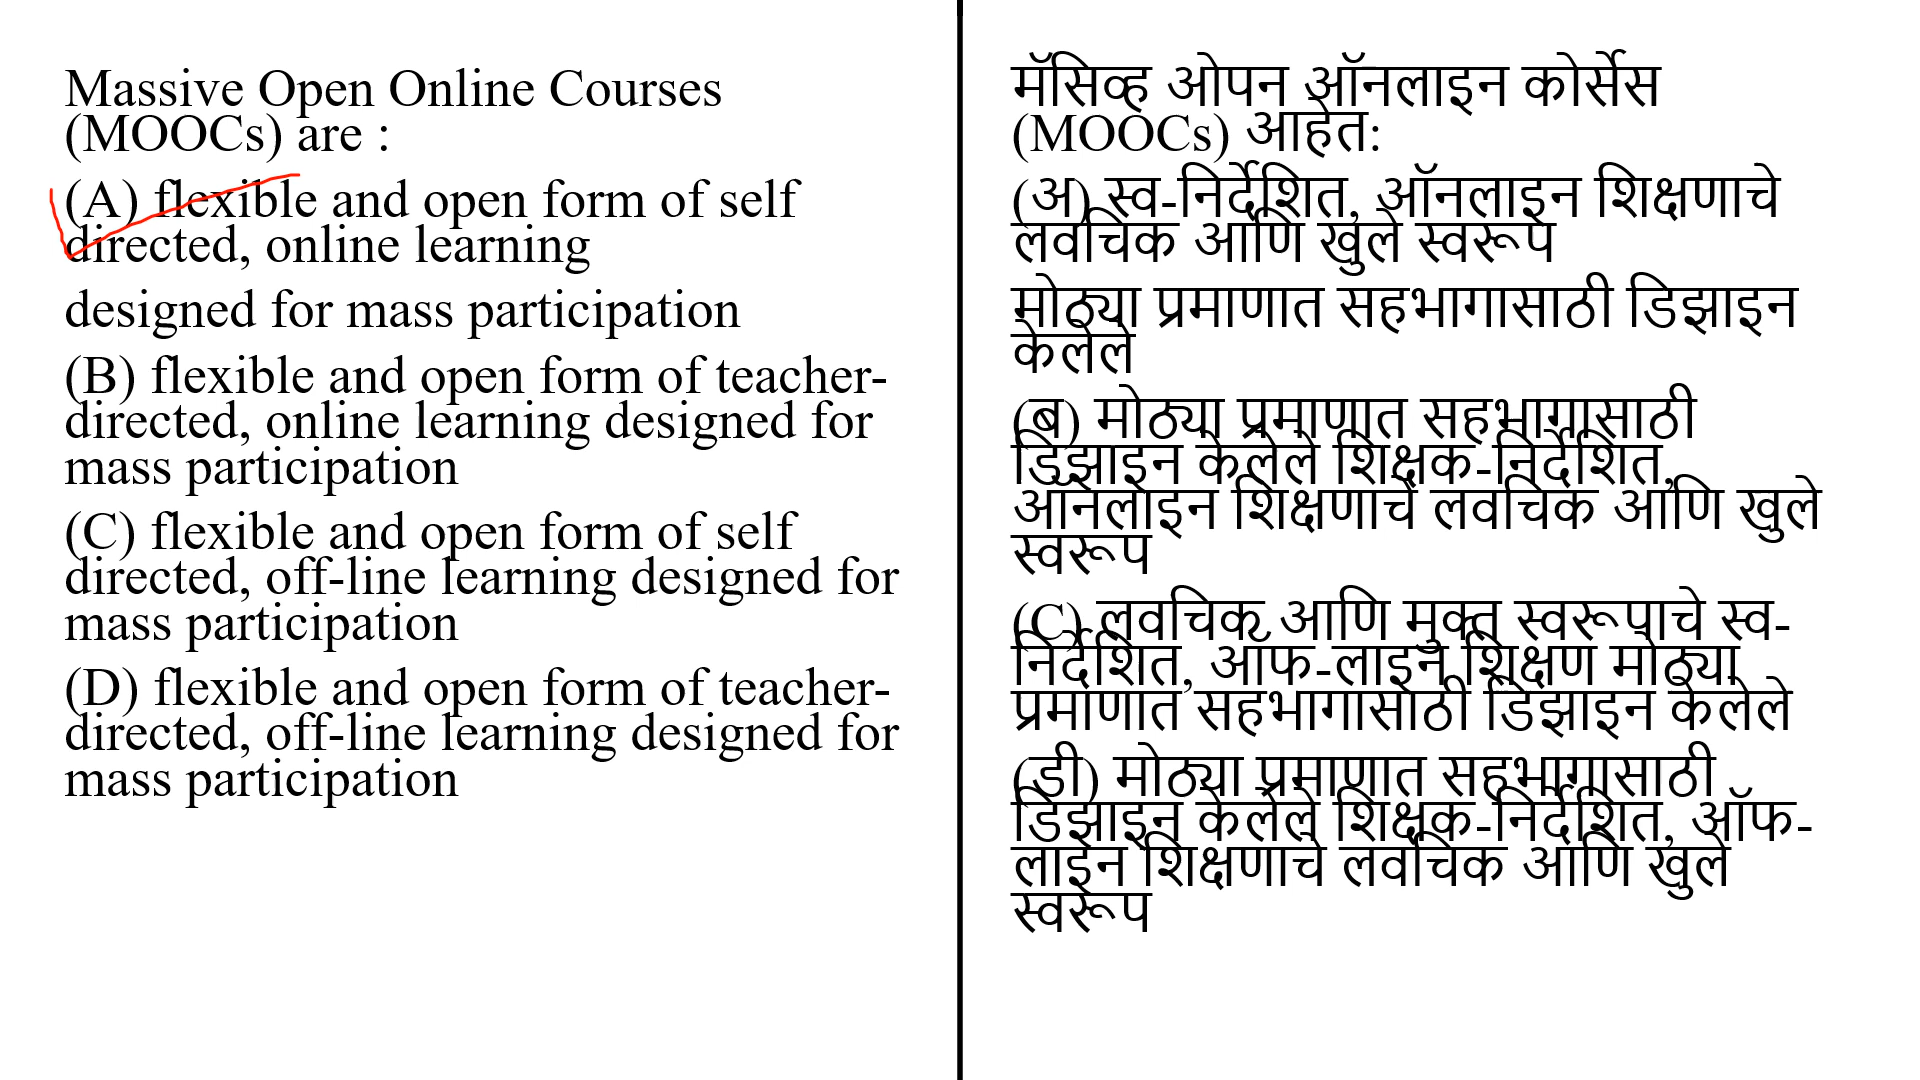 Massive Open Online Courses
(MOOCs) are :
(A) flexible and open form of self
directed, online learning
designed for mass participation
(B) flexible and open form of teacher-
directed, online learning designed for
mass participation
(C) flexible and open form of self
directed, off-line learning designed for
mass participation
(D) flexible and open form of teacher-
directed, off-line learning designed for
mass participation
मॅसिव्ह ओपन ऑनलाइन कोर्सेस
(MOOCs) आहेत:
(अ) स्व-निर्देशित, ऑनलाइन शिक्षणाचे
लवचिक आणि खुले स्वरूप
मोठ्या प्रमाणात सहभागासाठी डिझाइन
केलेले
(ब) मोठ्या प्रमाणात सहभागासाठी
डिझाइन केलेले शिक्षक-निर्देशित,
ऑनलाइन शिक्षणाचे लवचिक आणि खुले
स्वरूप
(C) लवचिक आणि मुक्त स्वरूपाचे स्व-
निर्देशित, ऑफ-लाइन शिक्षण मोठ्या
प्रमाणात सहभागासाठी डिझाइन केलेले
(डी) मोठ्या प्रमाणात सहभागासाठी
डिझाइन केलेले शिक्षक-निर्देशित, ऑफ-
लाइन शिक्षणाचे लवचिक आणि खुले
स्वरूप